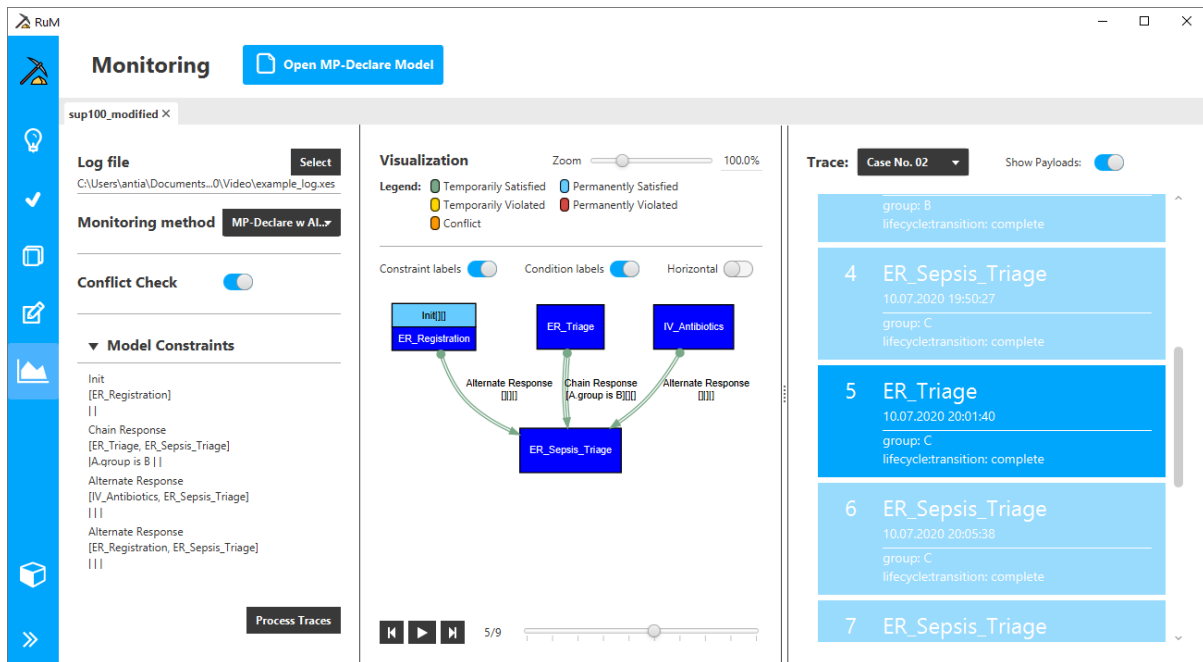 RuM
Monitoring
Open MP-Declare Model
sup100_modified ×
Log file
Select
C:\Users\antia\Documents...0\Video\example_log.xes
Monitoring method
MP-Declare w Al..
Conflict Check
Model Constraints
Init
[ER_Registration]
| |
Chain Response
[ER_Triage, ER_Sepsis_Triage]
|A.group is B | |
Alternate Response
[IV_Antibiotics, ER_Sepsis_Triage]
| | |
Alternate Response
[ER_Registration, ER_Sepsis_Triage]
| | |
Process Traces
Visualization
Zoom
100.0%
Legend:
Temporarily Satisfied
Permanently Satisfied
Temporarily Violated
Permanently Violated
Conflict
Constraint labels
Condition labels
Horizontal
Init[][]
ER_Registration
ER_Triage
IV_Antibiotics
Alternate Response
[][][]
Chain Response
[A.group is B][][]
Alternate Response
[][][]
ER_Sepsis_Triage
5/9
Trace:
Case No. 02
Show Payloads:
group: B
lifecycle:transition: complete
4 ER_Sepsis_Triage
10.07.2020 19:50:27
group: C
lifecycle:transition: complete
5 ER_Triage
10.07.2020 20:01:40
group: C
lifecycle:transition: complete
6 ER_Sepsis_Triage
10.07.2020 20:05:38
group: C
lifecycle:transition: complete
7 ER_Sepsis_Triage